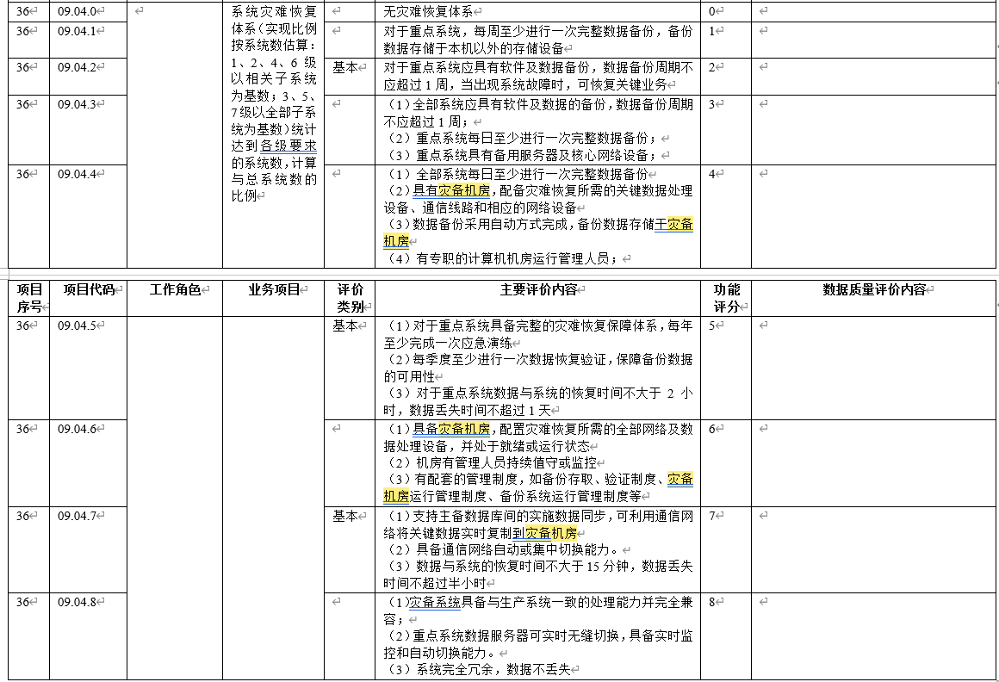 36 09.04.0 系统灾难恢复 无灾难恢复体系 0
体系（实现比例
按系统数估算：
1、2、4、6 级
以相关子系统
为基数；3、5、
7级以全部子系
统为基数）统计
达到各级要求
的系统数，计算
与总系统数的
比例
36 09.04.1 对于重点系统，每周至少进行一次完整数据备份，备份 1
数据存储于本机以外的存储设备
36 09.04.2 基本 对于重点系统应具有软件及数据备份，数据备份周期不 2
应超过 1 周，当出现系统故障时，可恢复关键业务
36 09.04.3 （1）全部系统应具有软件及数据的备份，数据备份周期 3
不应超过 1 周；
（2）重点系统每日至少进行一次完整数据备份；
（3）重点系统具有备用服务器及核心网络设备；
36 09.04.4 （1）全部系统每日至少进行一次完整数据备份 4
（2）具有灾备机房，配备灾难恢复所需的关键数据处理
设备、通信线路和相应的网络设备
（3）数据备份采用自动方式完成，备份数据存储于灾备
机房
（4）有专职的计算机机房运行管理人员；
项目 项目代码 工作角色 业务项目 评价 主要评价内容 功能 数据质量评价内容
序号 类别 评分
36 09.04.5 基本 （1）对于重点系统具备完整的灾难恢复保障体系，每年 5
至少完成一次应急演练
（2）每季度至少进行一次数据恢复验证，保障备份数据
的可用性
（3）对于重点系统数据与系统的恢复时间不大于 2 小
时，数据丢失时间不超过 1 天
36 09.04.6 （1）具备灾备机房，配置灾难恢复所需的全部网络及数 6
据处理设备，并处于就绪或运行状态
（2）机房有管理人员持续值守或监控
（3）有配套的管理制度，如备份存取、验证制度、灾备
机房运行管理制度、备份系统运行管理制度等
36 09.04.7 基本 （1）支持主备数据库间的实施数据同步，可利用通信网 7
络将关键数据实时复制到灾备机房
（2）具备通信网络自动或集中切换能力。
（3）数据与系统的恢复时间不大于 15 分钟，数据丢失
时间不超过半小时
36 09.04.8 （1）灾备系统具备与生产系统一致的处理能力并完全兼 8
容；
（2）重点系统数据服务器可实时无缝切换，具备实时监
控和自动切换能力。
（3）系统完全冗余，数据不丢失